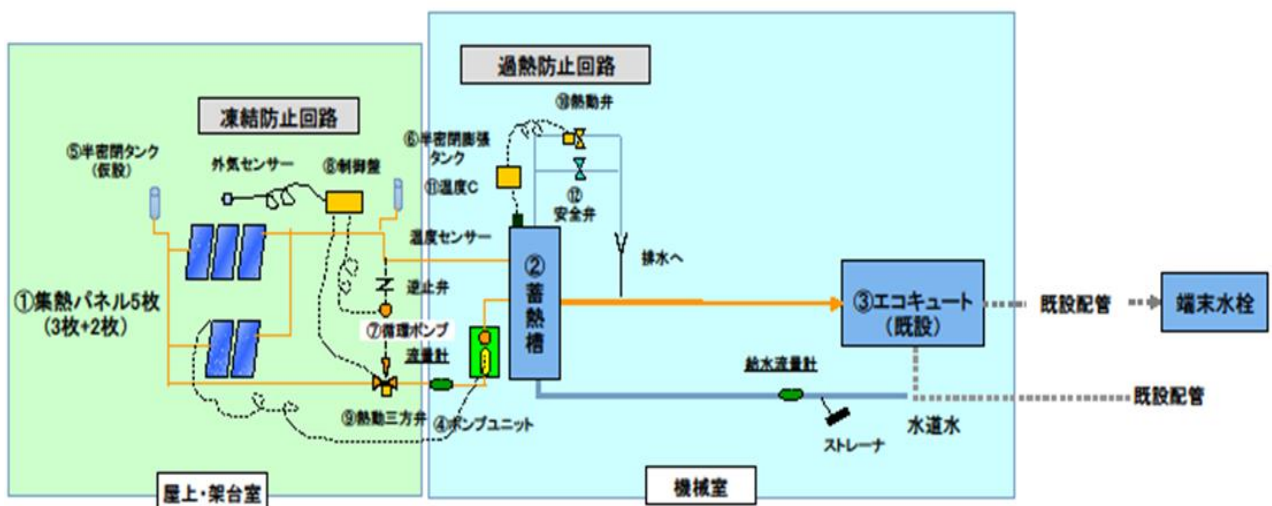 過熱防止回路
凍結防止回路
⑩熱動弁
⑤半密閉タンク
(仮設)
外気センサー
⑧制御盤
⑥半密閉膨張
タンク
⑪温度C
⑫
安全弁
温度センサー
②蓄熱槽
排水へ
①集熱パネル5枚
(3枚+2枚)
逆止弁
③エコキュート
(既設)
既設配管
端末水栓
⑦循環ポンプ
流量計
給水流量計
既設配管
⑨熱動三方弁
④ポンプユニット
水道水
ストレーナ
屋上・架台室
機械室